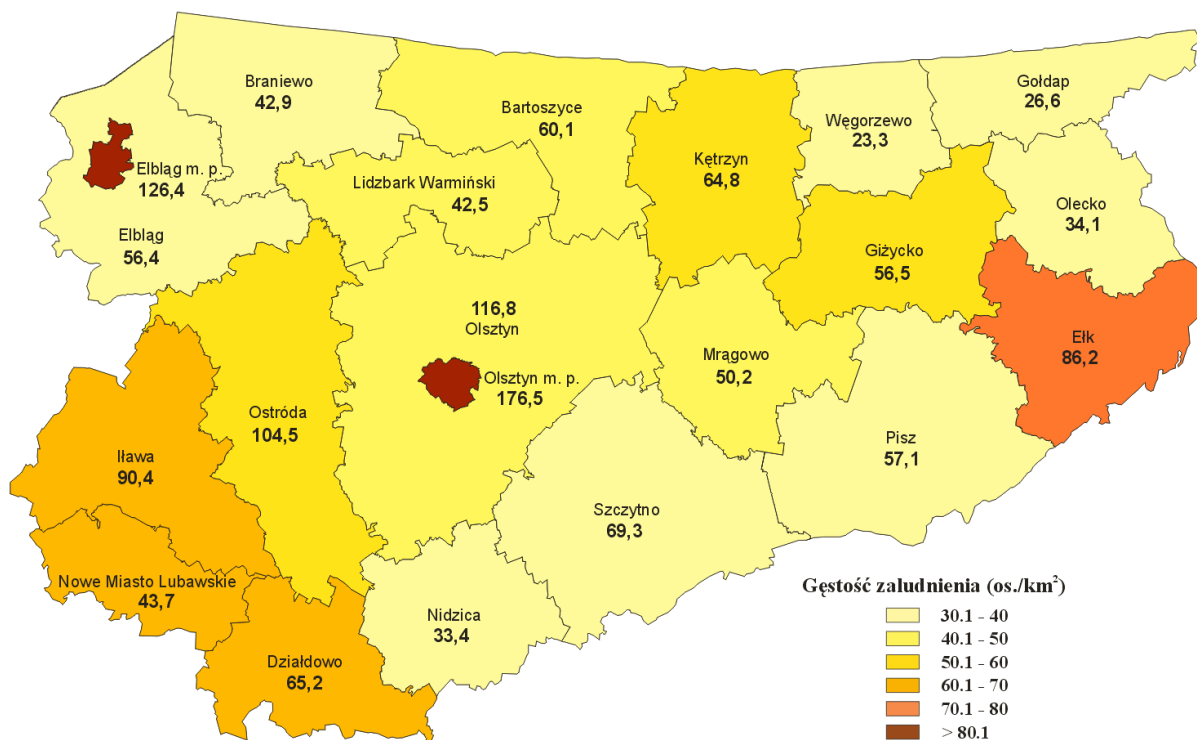 Braniewo
42,9
Bartoszyce
60,1
Gołdap
26,6
Węgorzewo
23,3
Kętrzyn
64,8
Elbląg m. p.
126,4
Lidzbark Warmiński
42,5
Olecko
34,1
Elbląg
56,4
Giżycko
56,5
116,8
Olsztyn
Ełk
86,2
Mrągowo
50,2
Olsztyn m. p.
176,5
Ostróda
104,5
Pisz
57,1
Iława
90,4
Szczytno
69,3
Nowe Miasto Lubawskie
43,7
Nidzica
33,4
Działdowo
65,2
Gęstość zaludnienia (os./km²)
30.1 - 40
40.1 - 50
50.1 - 60
60.1 - 70
70.1 - 80
> 80.1